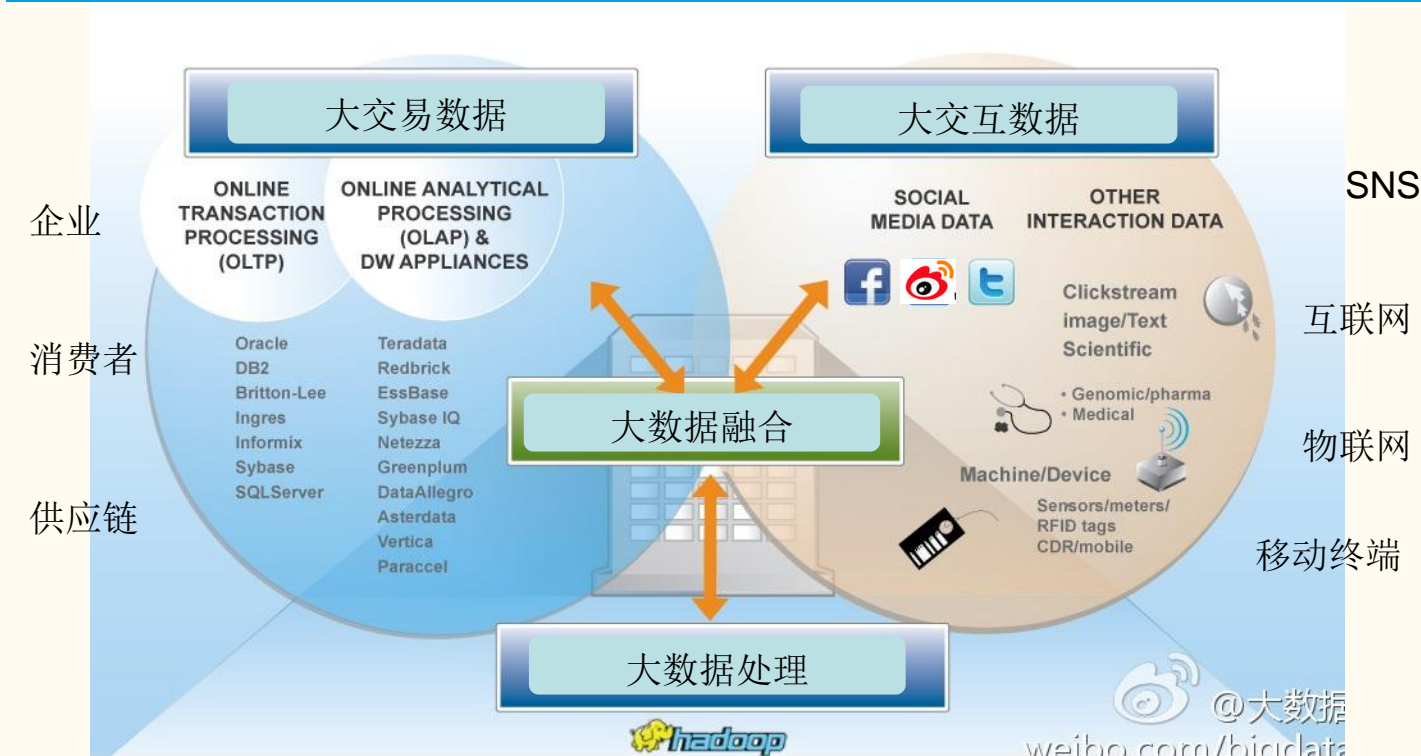 大交易数据
大交互数据
企业
消费者
供应链
ONLINE
TRANSACTION
PROCESSING
(OLTP)
Oracle
DB2
Britton-Lee
Ingres
Informix
Sybase
SQLServer
ONLINE ANALYTICAL
PROCESSING
(OLAP) &
DW APPLIANCES
Teradata
Redbrick
EssBase
Sybase IQ
Netezza
Greenplum
DataAllegro
Asterdata
Vertica
Paraccel
大数据融合
SOCIAL
MEDIA DATA
OTHER
INTERACTION DATA
Clickstream
image/Text
Scientific
• Genomic/pharma
• Medical
Machine/Device
Sensors/meters/
RFID tags
CDR/mobile
SNS
互联网
物联网
移动终端
大数据处理
hadoop
@大数据
weibo.com/bigdata